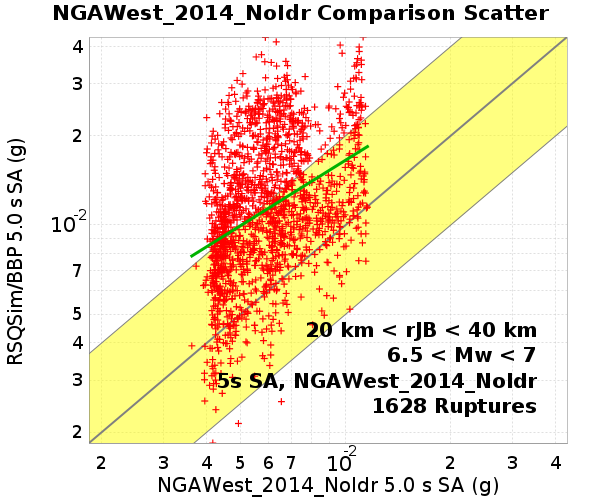 NGAWest_2014_NoIdr Comparison Scatter
4
3
2
10^-2
7
5
4
3
2
RSQSim/BBP 5.0 s SA (g)
20 km < rJB < 40 km
6.5 < Mw < 7
5s SA, NGAWest_2014_NoIdr
1628 Ruptures
2 3 4 5 6 7 10^-2 2 3 4
NGAWest_2014_NoIdr 5.0 s SA (g)